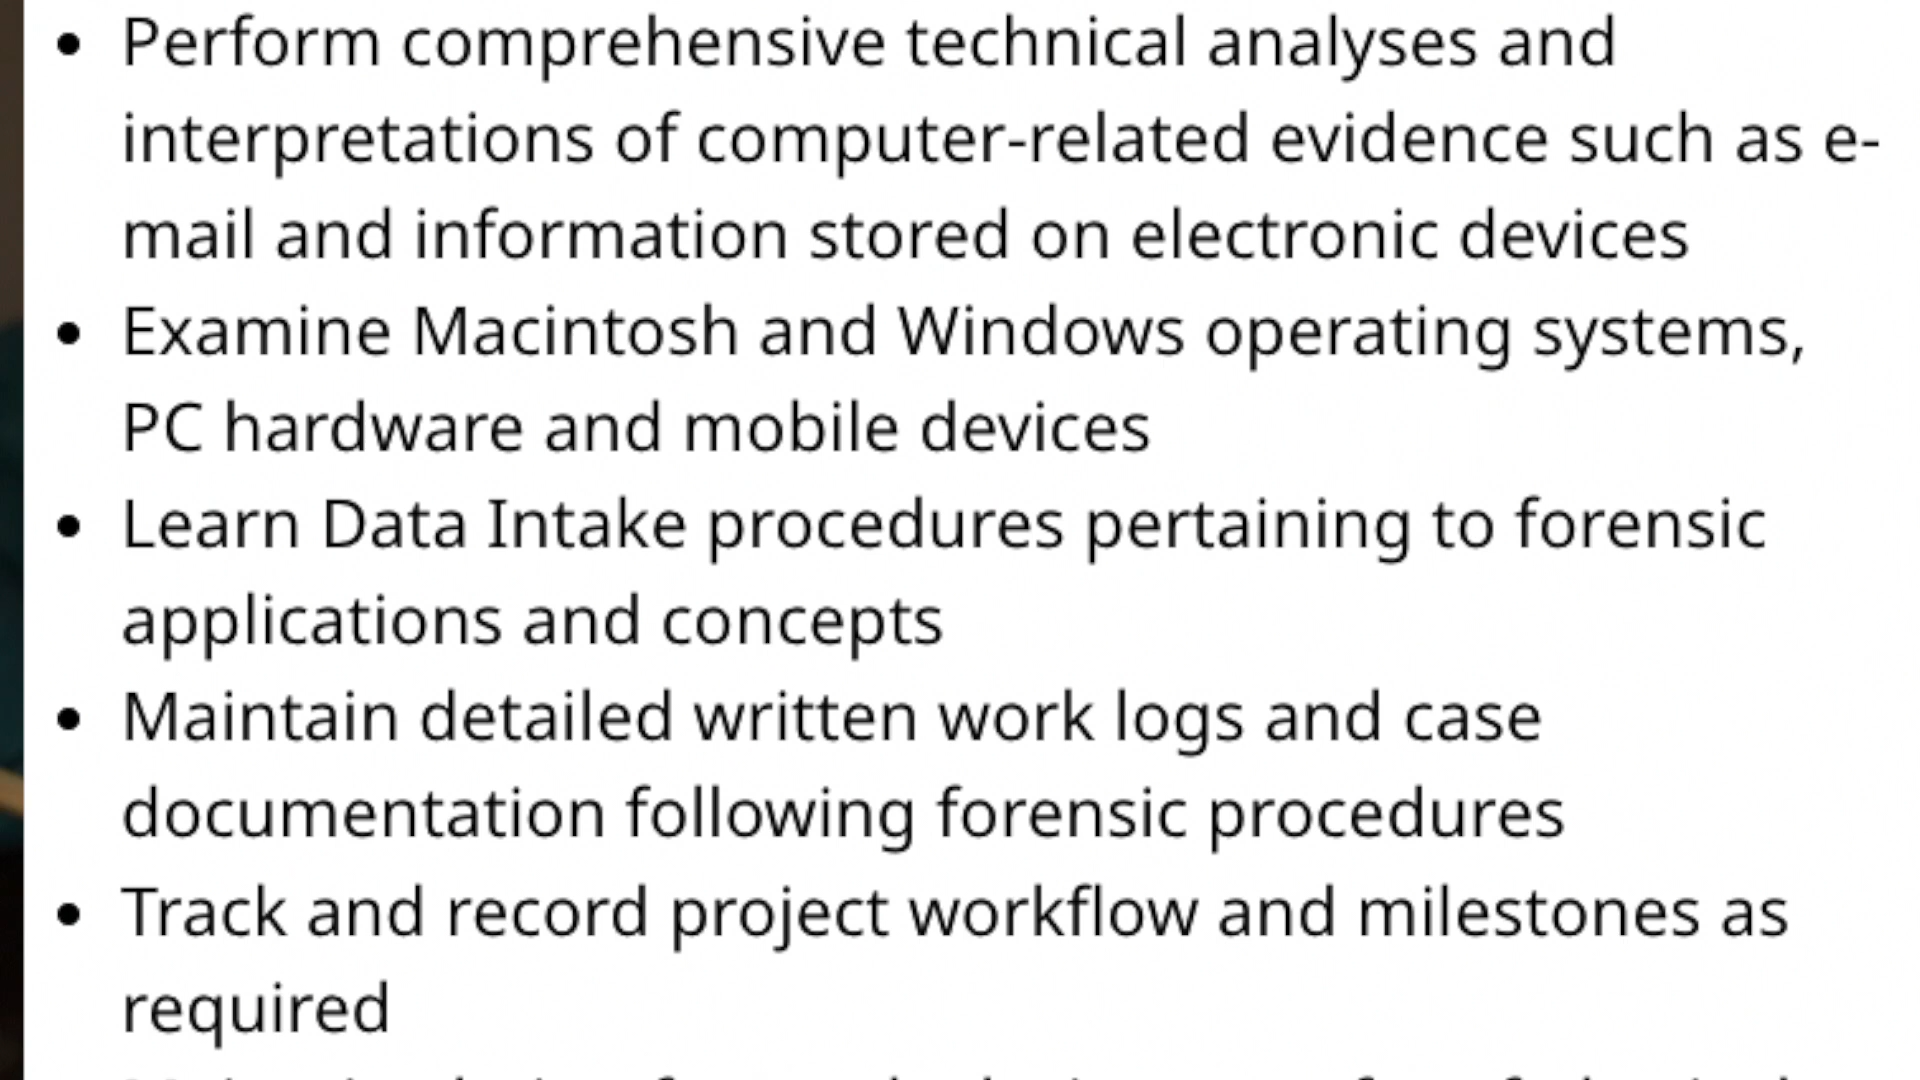 • Perform comprehensive technical analyses and
interpretations of computer-related evidence such as e-
mail and information stored on electronic devices
• Examine Macintosh and Windows operating systems,
PC hardware and mobile devices
• Learn Data Intake procedures pertaining to forensic
applications and concepts
• Maintain detailed written work logs and case
documentation following forensic procedures
• Track and record project workflow and milestones as
required